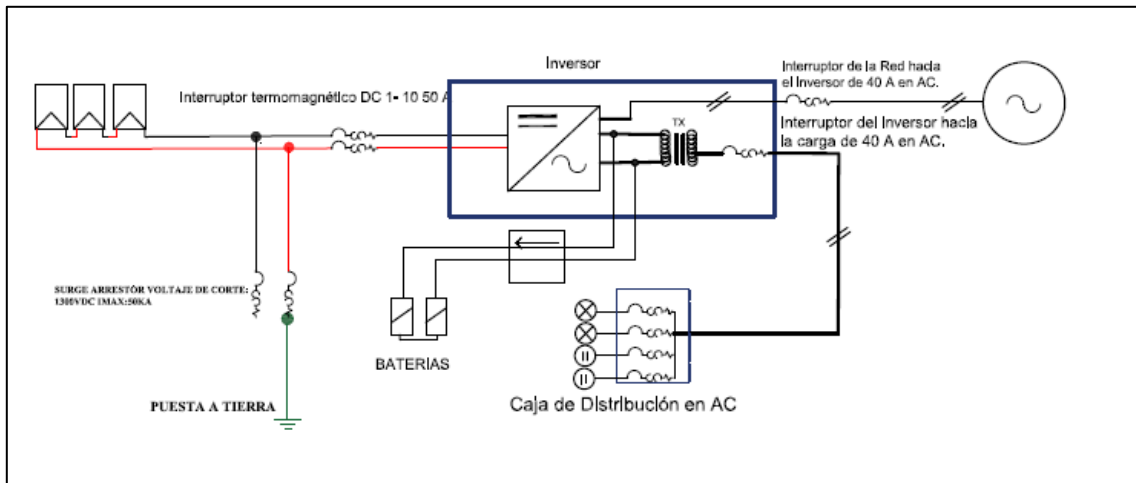 Inversor
Interruptor de la Red hacia
el Inversor de 40 A en AC.
Interruptor termomagnético DC 1- 10 50 A
TX
Interruptor del Inversor hacia
la carga de 40 A en AC.
SURGE ARRESTÓR VOLTAJE DE CORTE:
1300VDC IMAX:50KA
BATERIAS
PUESTA A TIERRA
Caja de Distribución en AC